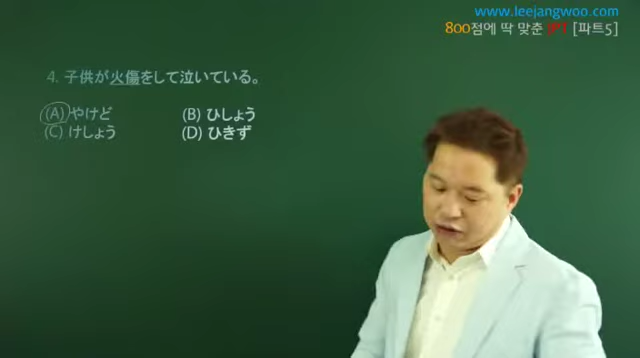 www.leejangwoo.com
800점에 딱 맞춘 JPT [파트5]
4. 子供が火傷をして泣いている。
(A) やけど (B) ひしょう
(C) けしょう (D) ひきず